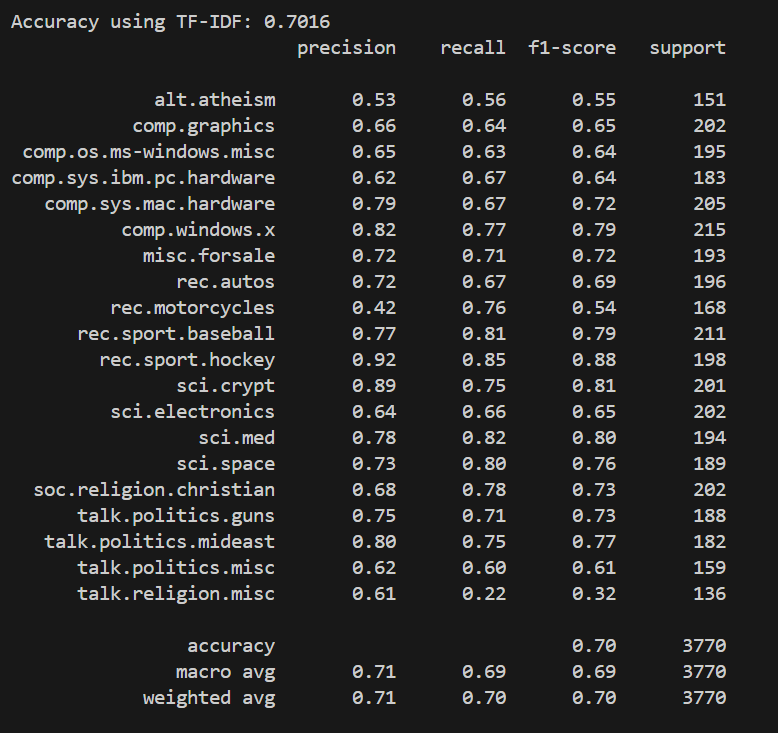 Accuracy using TF-IDF: 0.7016
precision recall f1-score support
alt.atheism 0.53 0.56 0.55 151
comp.graphics 0.66 0.64 0.65 202
comp.os.ms-windows.misc 0.65 0.63 0.64 195
comp.sys.ibm.pc.hardware 0.62 0.67 0.64 183
comp.sys.mac.hardware 0.79 0.67 0.72 205
comp.windows.x 0.82 0.77 0.79 215
misc.forsale 0.72 0.71 0.72 193
rec.autos 0.72 0.67 0.69 196
rec.motorcycles 0.42 0.76 0.54 168
rec.sport.baseball 0.77 0.81 0.79 211
rec.sport.hockey 0.92 0.85 0.88 198
sci.crypt 0.89 0.75 0.81 201
sci.electronics 0.64 0.66 0.65 202
sci.med 0.78 0.82 0.80 194
sci.space 0.73 0.80 0.76 189
soc.religion.christian 0.68 0.78 0.73 202
talk.politics.guns 0.75 0.71 0.73 188
talk.politics.mideast 0.80 0.75 0.77 182
talk.politics.misc 0.62 0.60 0.61 159
talk.religion.misc 0.61 0.22 0.32 136
accuracy 0.70 3770
macro avg 0.71 0.69 0.69 3770
weighted avg 0.71 0.70 0.70 3770